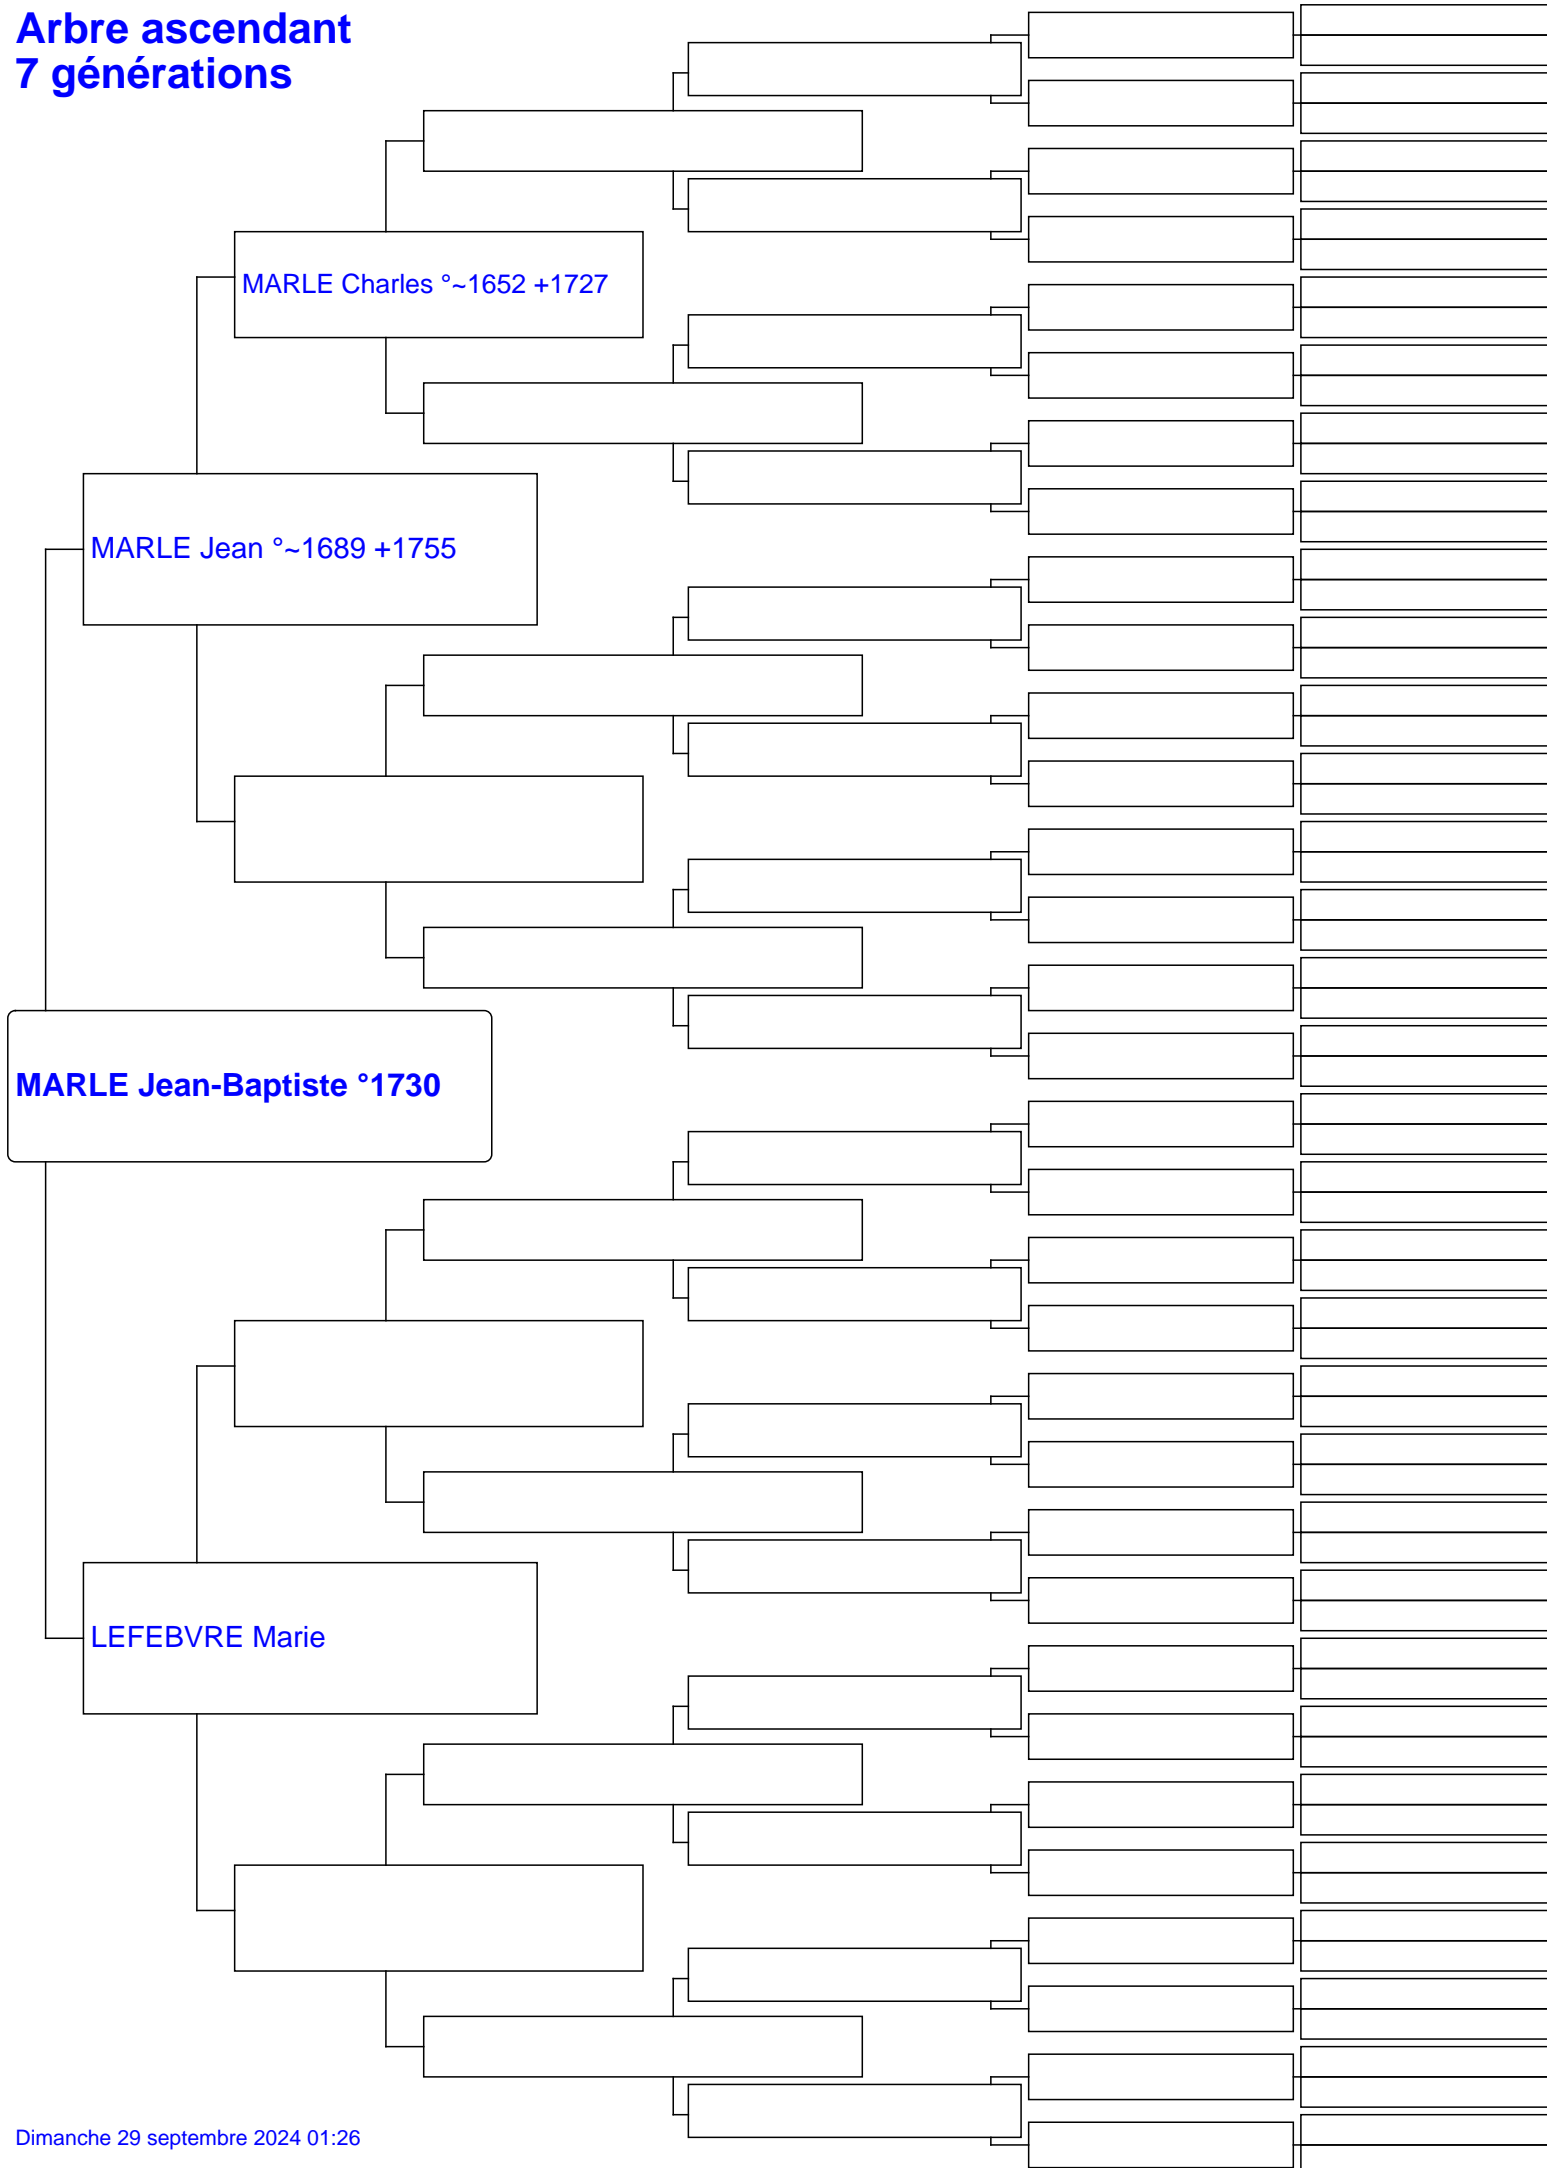 Arbre ascendant
7 générations
MARLE Charles °~1652 +1727
MARLE Jean °~1689 +1755
MARLE Jean-Baptiste °1730
LEFEBVRE Marie
Dimanche 29 septembre 2024 01:26